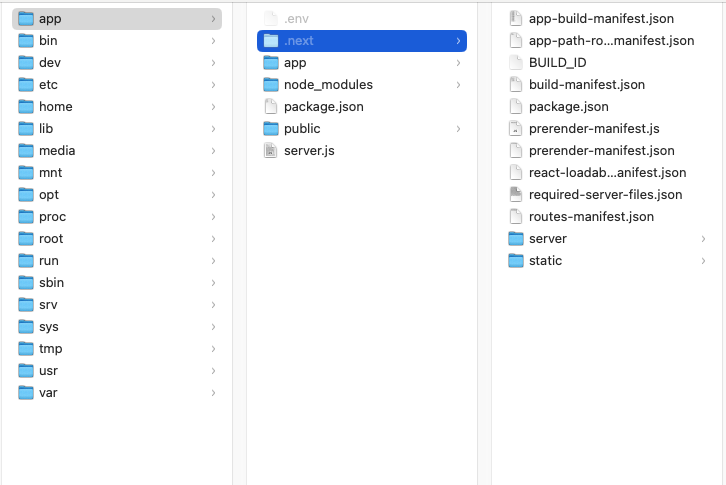 app
bin
dev
etc
home
lib
media
mnt
opt
proc
root
run
sbin
srv
sys
tmp
usr
var
.env
.next
app
node_modules
package.json
public
server.js
app-build-manifest.json
app-path-ro...manifest.json
BUILD_ID
build-manifest.json
package.json
prerender-manifest.js
prerender-manifest.json
react-loadab...anifest.json
required-server-files.json
routes-manifest.json
server
static